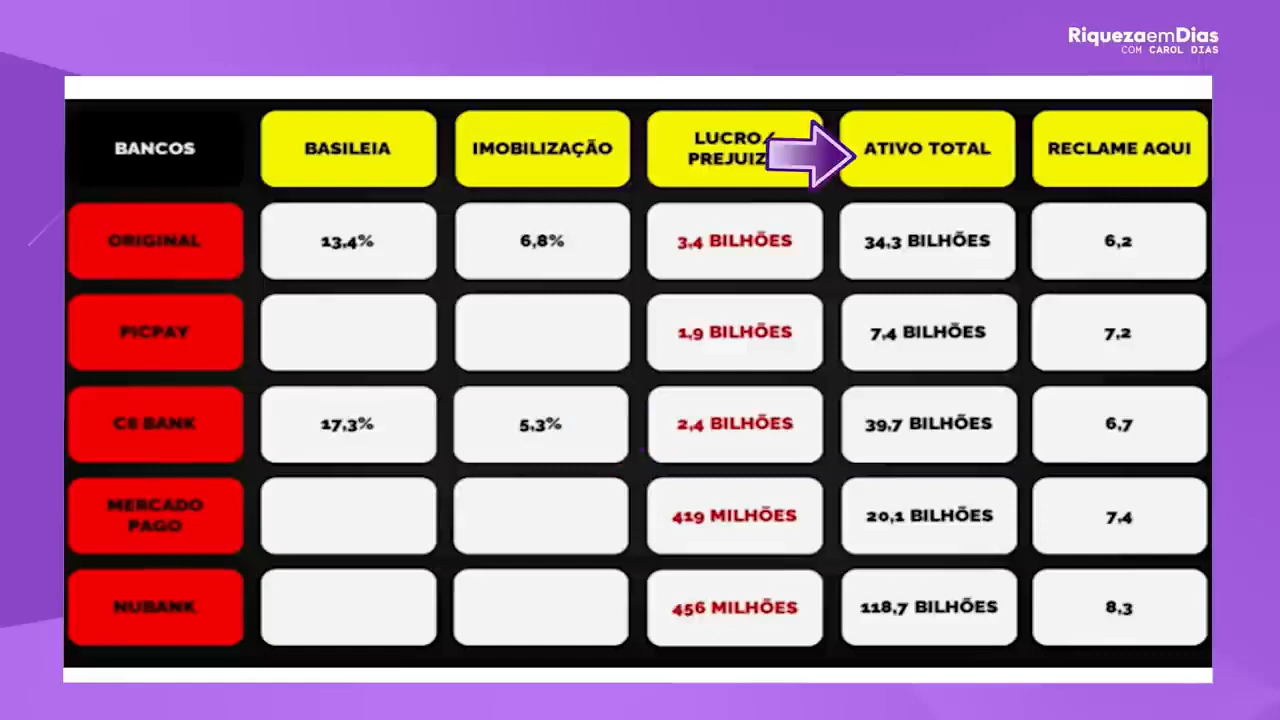 RiquezaemDias
COM CAROL DIAS
BANCOS
BASILEIA
IMOBILIZAÇÃO
LUCRO/
PREJUIZ
ATIVO TOTAL
RECLAME AQUI
ORIGINAL
13,4%
6,8%
3,4 BILHÕES
34,3 BILHÕES
6,2
PICPAY
1,9 BILHÕES
7,4 BILHÕES
7,2
C6 BANK
17,3%
5,3%
2,4 BILHÕES
39,7 BILHÕES
6,7
MERCADO
PAGO
419 MILHÕES
20,1 BILHÕES
7,4
NUBANK
456 MILHÕES
118,7 BILHÕES
8,3